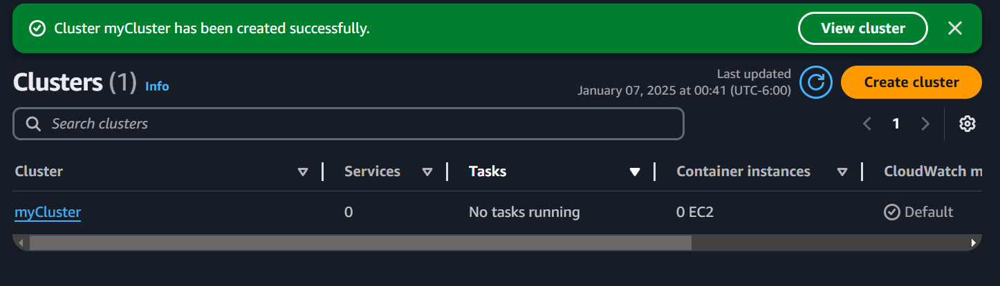 Cluster myCluster has been created successfully. View cluster
Clusters (1) Info
Last updated
January 07, 2025 at 00:41 (UTC-6:00)
Create cluster
Search clusters
1
Cluster Services Tasks Container instances CloudWatch m
myCluster 0 No tasks running 0 EC2 Default